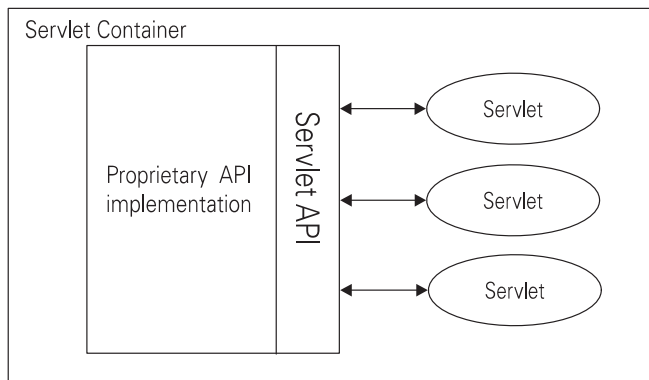 Servlet Container
Proprietary API
implementation
Servlet API
Servlet
Servlet
Servlet